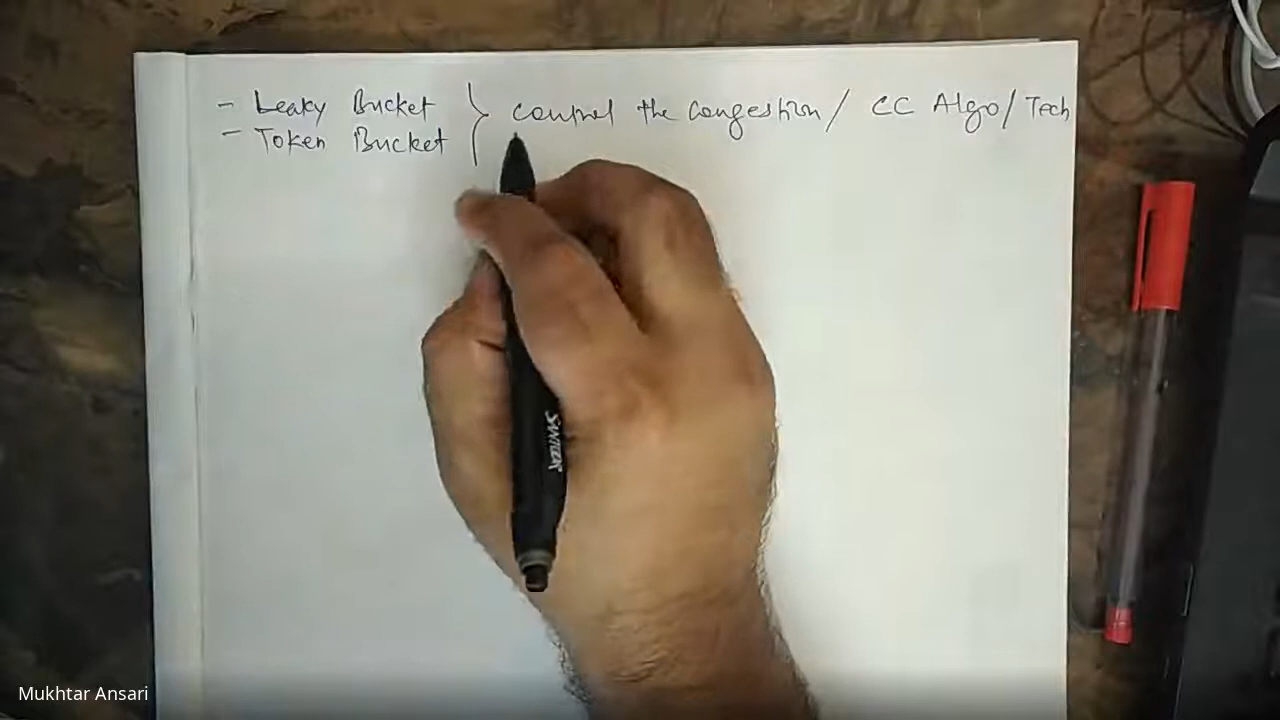 - Leaky Bucket } control the congestion / CC Algo / Tech
- Token Bucket
Mukhtar Ansari